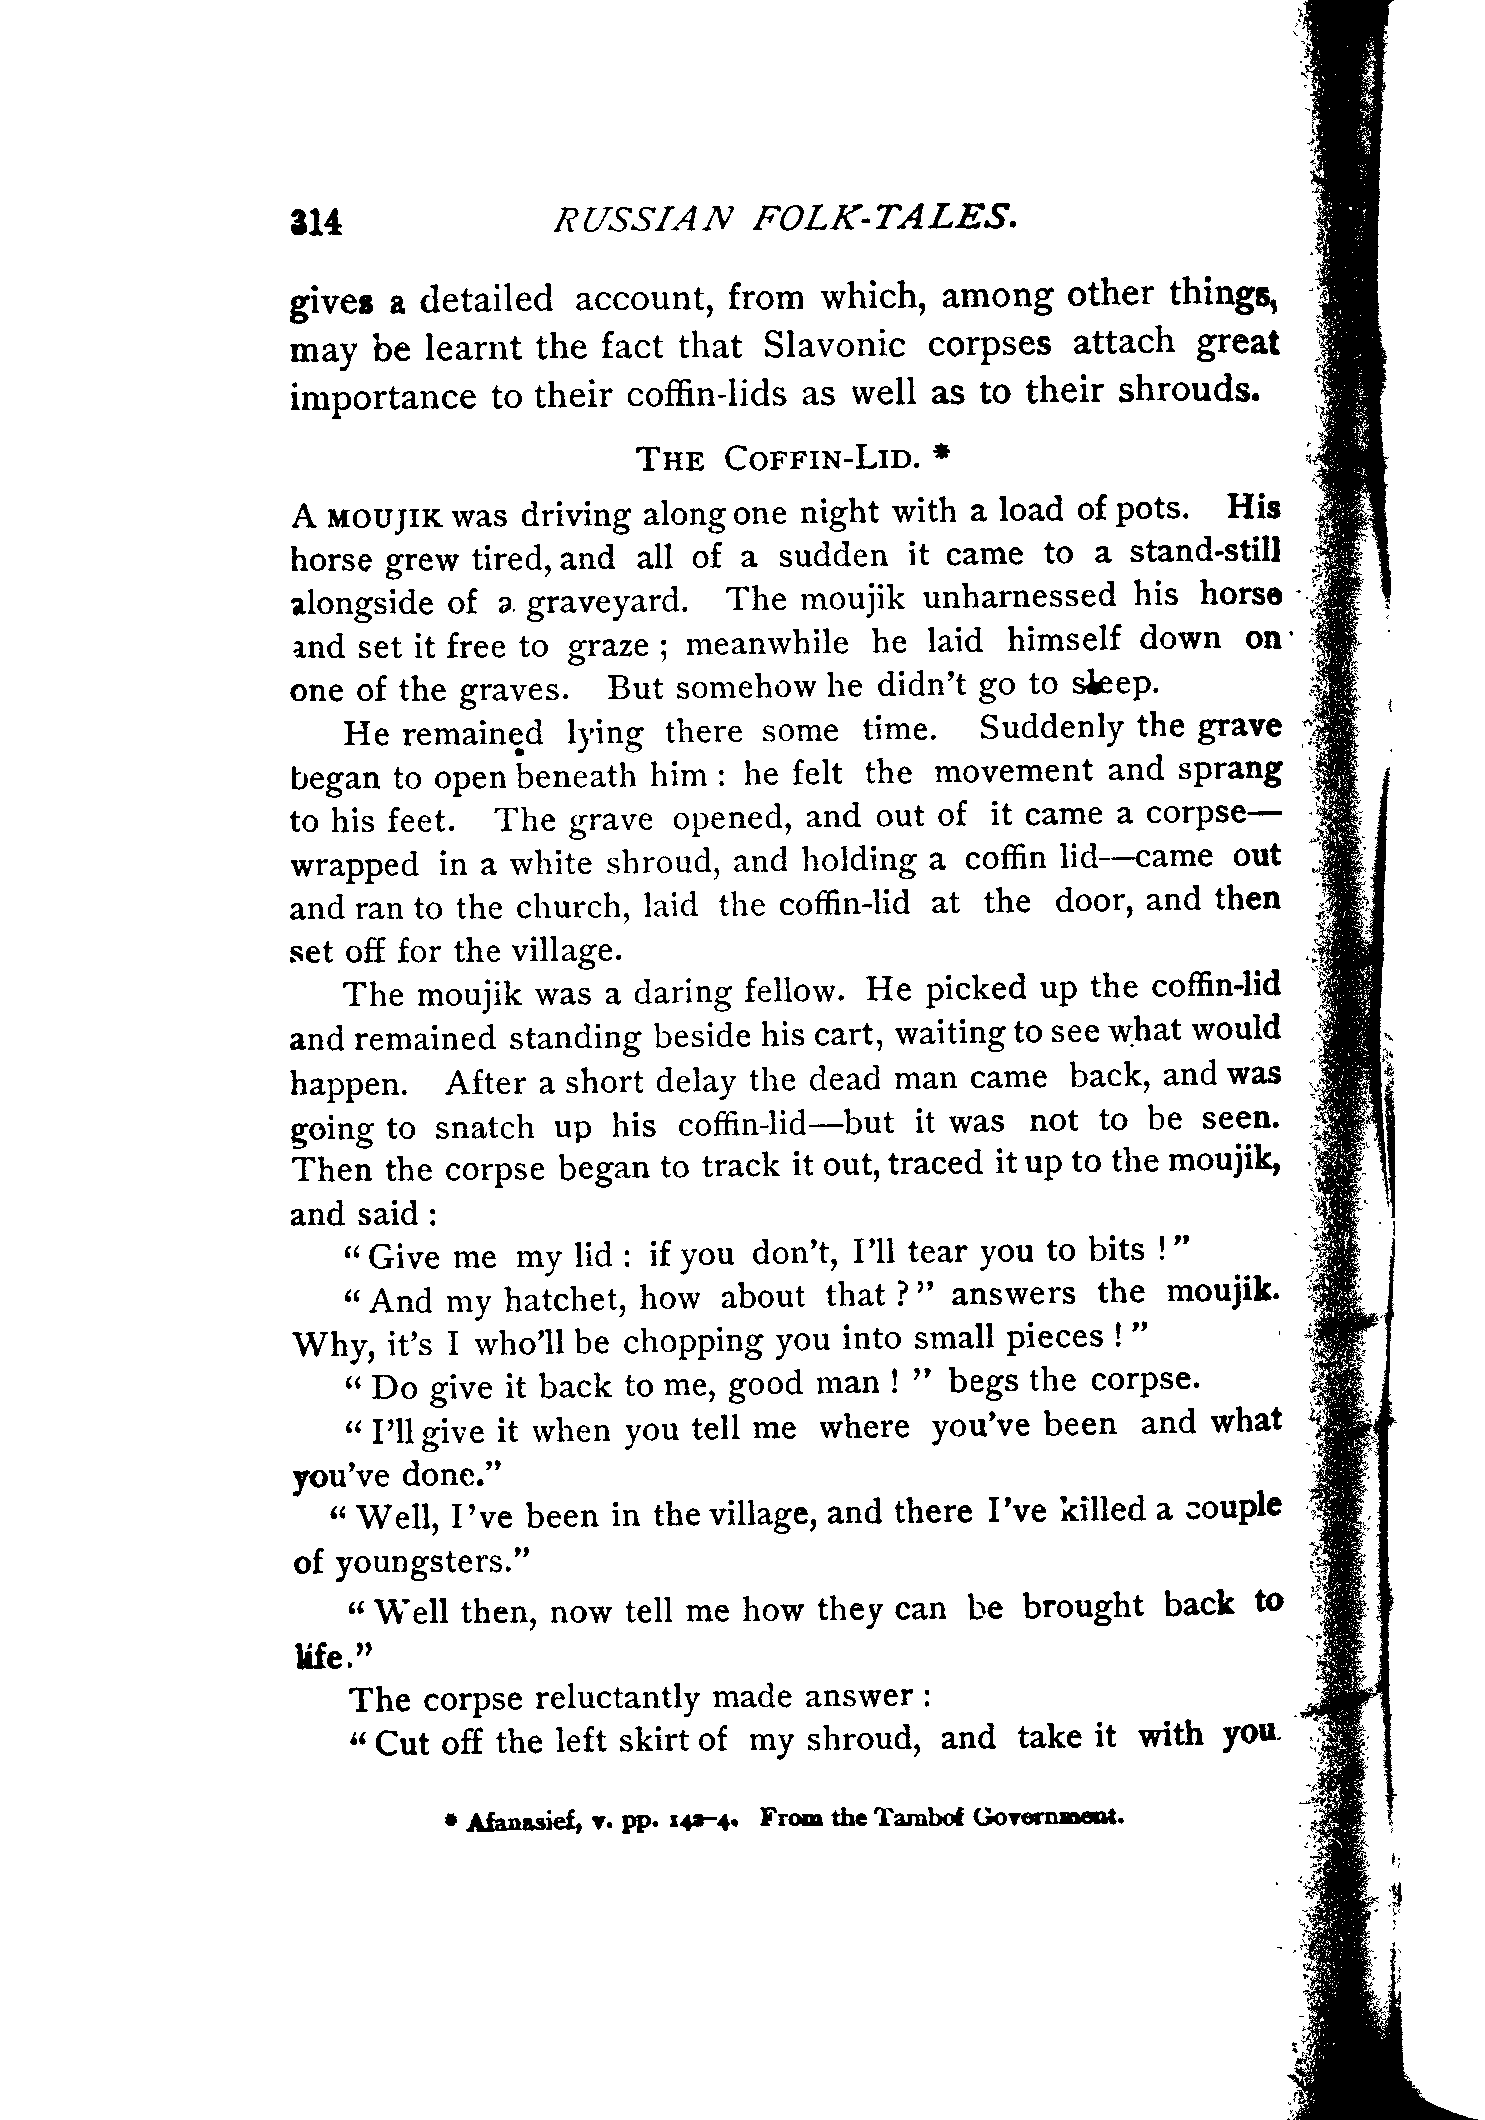 314 RUSSIAN FOLK-TALES.
gives a detailed account, from which, among other things,
may be learnt the fact that Slavonic corpses attach great
importance to their coffin-lids as well as to their shrouds.
THE COFFIN-LID. *
A MOUJIK was driving along one night with a load of pots. His
horse grew tired, and all of a sudden it came to a stand-still
alongside of a graveyard. The moujik unharnessed his horse
and set it free to graze ; meanwhile he laid himself down on
one of the graves. But somehow he didn't go to sleep.
He remained lying there some time. Suddenly the grave
began to open beneath him : he felt the movement and sprang
to his feet. The grave opened, and out of it came a corpse—
wrapped in a white shroud, and holding a coffin lid—came out
and ran to the church, laid the coffin-lid at the door, and then
set off for the village.
The moujik was a daring fellow. He picked up the coffin-lid
and remained standing beside his cart, waiting to see what would
happen. After a short delay the dead man came back, and was
going to snatch up his coffin-lid—but it was not to be seen.
Then the corpse began to track it out, traced it up to the moujik,
and said :
" Give me my lid : if you don't, I'll tear you to bits ! "
" And my hatchet, how about that ? " answers the moujik.
Why, it's I who'll be chopping you into small pieces ! "
" Do give it back to me, good man ! " begs the corpse.
" I'll give it when you tell me where you've been and what
you've done."
" Well, I've been in the village, and there I've killed a couple
of youngsters."
" Well then, now tell me how they can be brought back to
life."
The corpse reluctantly made answer :
" Cut off the left skirt of my shroud, and take it with you.
* Afanasief, v. pp. 142–4. From the Tambof Government.